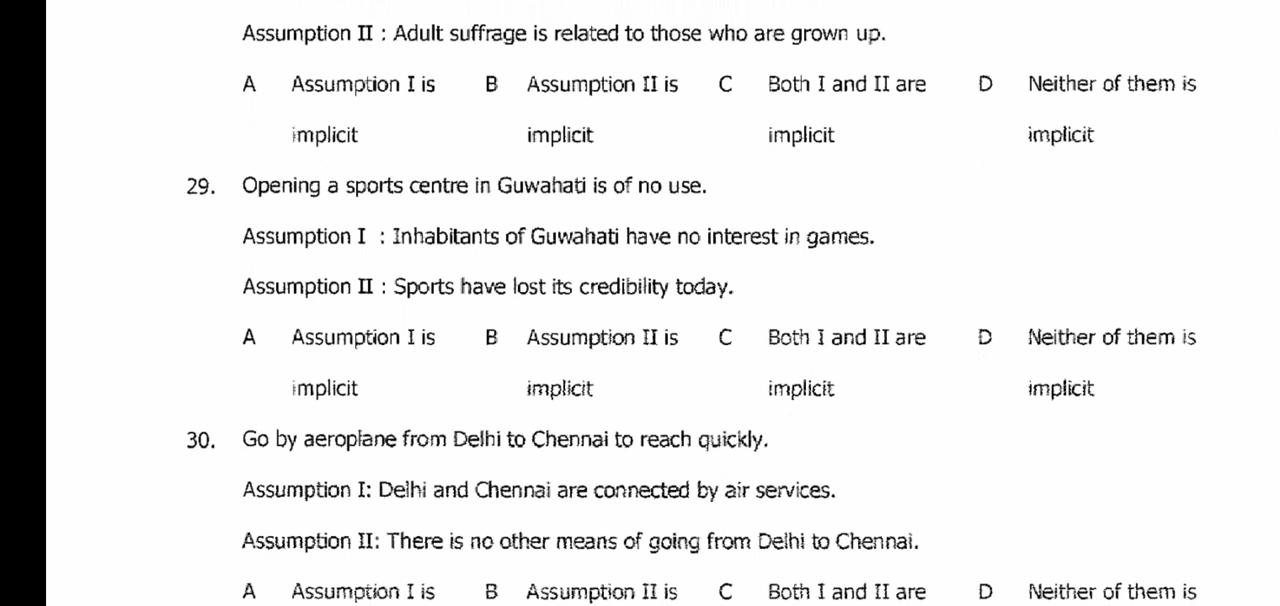 Assumption II : Adult suffrage is related to those who are grown up.
A Assumption I is B Assumption II is C Both I and II are D Neither of them is
implicit implicit implicit implicit
29. Opening a sports centre in Guwahati is of no use.
Assumption I : Inhabitants of Guwahati have no interest in games.
Assumption II : Sports have lost its credibility today.
A Assumption I is B Assumption II is C Both I and II are D Neither of them is
implicit implicit implicit implicit
30. Go by aeroplane from Delhi to Chennai to reach quickly.
Assumption I: Delhi and Chennai are connected by air services.
Assumption II: There is no other means of going from Delhi to Chennai.
A Assumption I is B Assumption II is C Both I and II are D Neither of them is